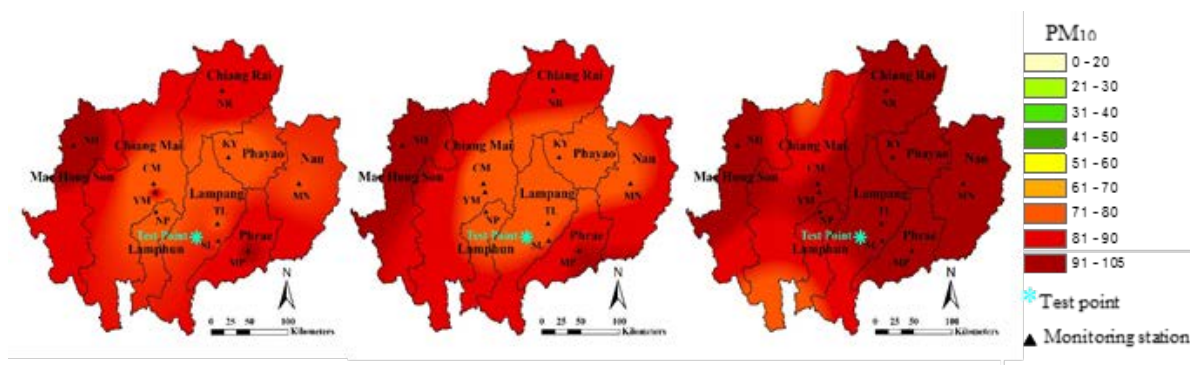 Chiang Rai
NR
NH
Chiang Mai
KY
Phayao
Nan
CM
Mae Hong Son
Lampang
YM
MN
NP
TL
Test Point
Phrae
SL
Lamphun
MP
N
0 25 50 100
Kilometers
Chiang Rai
NR
NH
Chiang Mai
KY
Phayao
Nan
CM
Mae Hong Son
Lampang
YM
MN
NP
TL
Test Point
Phrae
SL
Lamphun
MP
N
0 25 50 100
Kilometers
Chiang Rai
NR
NH
Chiang Mai
KY
Phayao
Nan
CM
Mae Hong Son
Lampang
YM
MN
NP
TL
Test Point
Phrae
SL
Lamphun
MP
N
0 25 50 100
Kilometers
PM10
0 - 20
21 - 30
31 - 40
41 - 50
51 - 60
61 - 70
71 - 80
81 - 90
91 - 105
Test point
Monitoring station